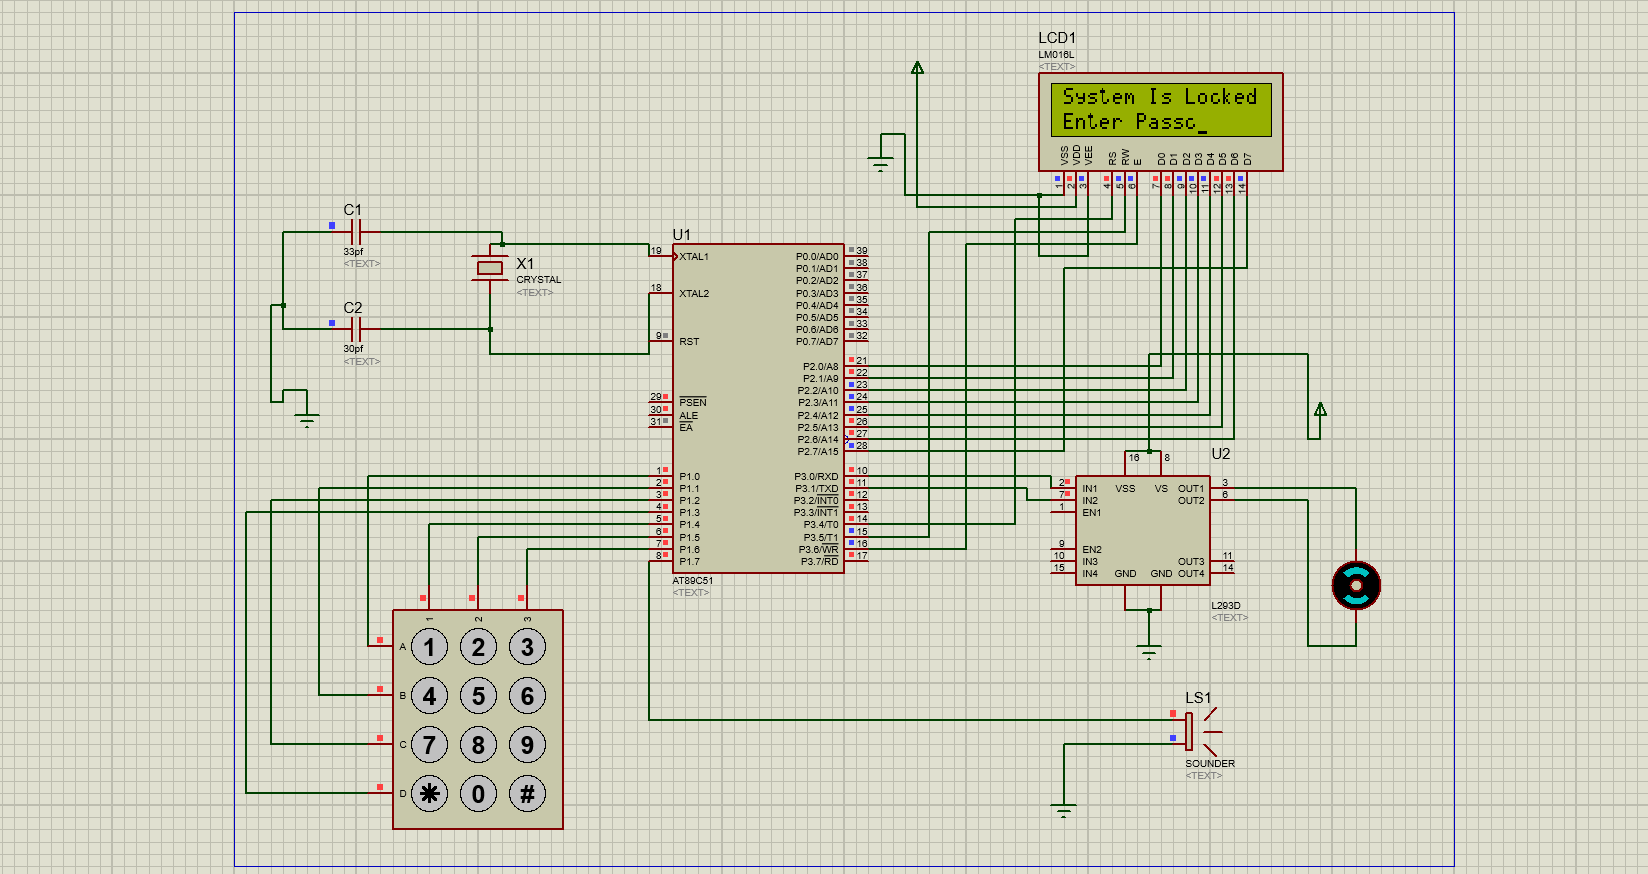 LCD1
LM016L
<TEXT>
System Is Locked
Enter Passc_
VSS VDD VEE RS RW E D0 D1 D2 D3 D4 D5 D6 D7
1 2 3 4 5 6 7 8 9 10 11 12 13 14
C1
33pf
<TEXT>
X1
CRYSTAL
<TEXT>
C2
30pf
<TEXT>
U1
19 XTAL1 P0.0/AD0 39
P0.1/AD1 38
P0.2/AD2 37
18 XTAL2 P0.3/AD3 36
P0.4/AD4 35
P0.5/AD5 34
P0.6/AD6 33
9 RST P0.7/AD7 32
P2.0/A8 21
P2.1/A9 22
P2.2/A10 23
29 PSEN P2.3/A11 24
30 ALE P2.4/A12 25
31 EA P2.5/A13 26
P2.6/A14 27
P2.7/A15 28
1 P1.0 P3.0/RXD 10
2 P1.1 P3.1/TXD 11
3 P1.2 P3.2/INT0 12
4 P1.3 P3.3/INT1 13
5 P1.4 P3.4/T0 14
6 P1.5 P3.5/T1 15
7 P1.6 P3.6/WR 16
8 P1.7 P3.7/RD 17
AT89C51
<TEXT>
U2
16 8
2 IN1 VSS VS OUT1 3
7 IN2 OUT2 6
1 EN1
9 EN2
10 IN3 OUT3 11
15 IN4 GND GND OUT4 14
L293D
<TEXT>
1 2 3
A 1 2 3
B 4 5 6
C 7 8 9
D * 0 #
LS1
SOUNDER
<TEXT>